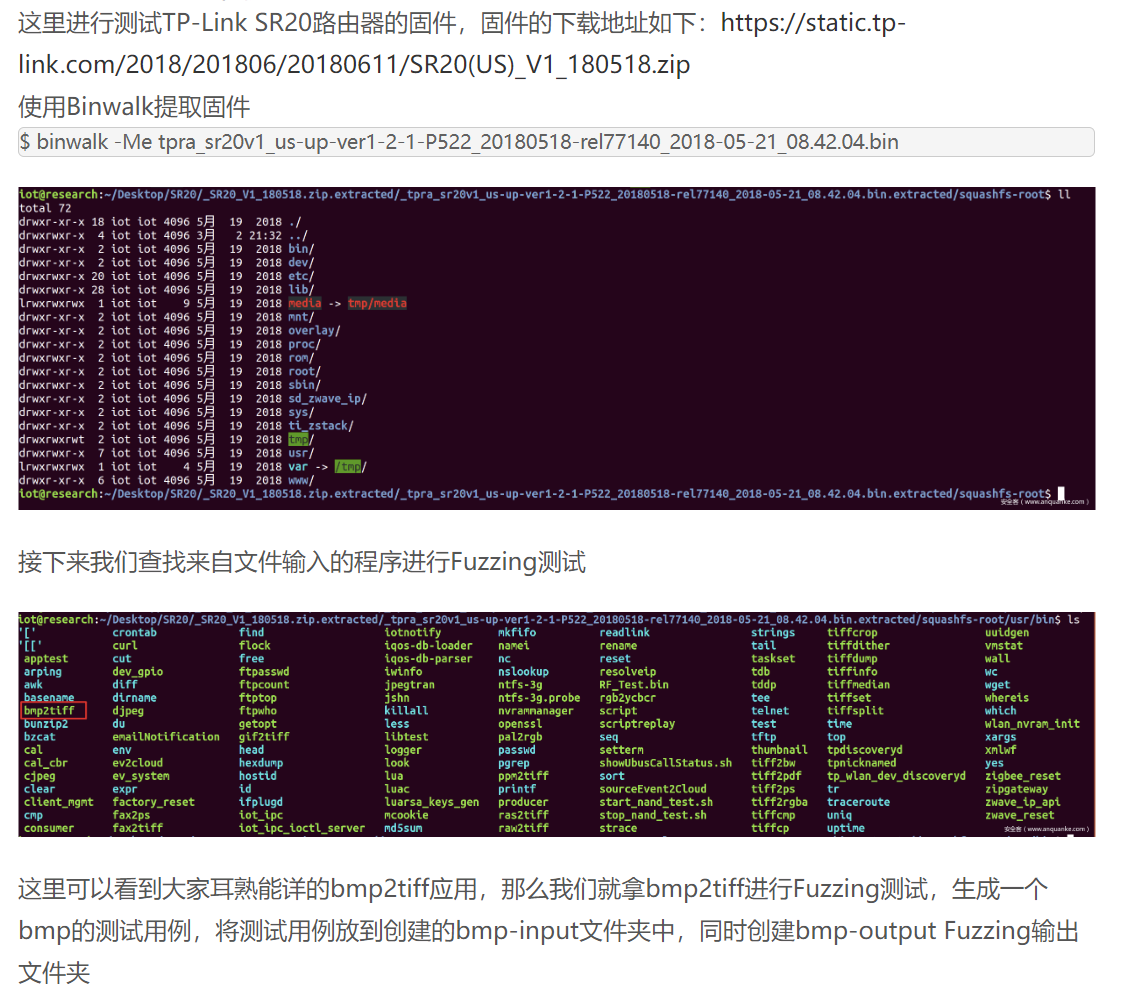 这里进行测试TP-Link SR20路由器的固件，固件的下载地址如下：https://static.tp-
link.com/2018/201806/20180611/SR20(US)_V1_180518.zip
使用Binwalk提取固件
$ binwalk -Me tpra_sr20v1_us-up-ver1-2-1-P522_20180518-rel77140_2018-05-21_08.42.04.bin
iot@research:~/Desktop/SR20/_SR20_V1_180518.zip.extracted/_tpra_sr20v1_us-up-ver1-2-1-P522_20180518-rel77140_2018-05-21_08.42.04.bin.extracted/squashfs-root$ ll
total 72
drwxr-xr-x 18 iot iot 4096 5月 19 2018 ./
drwxrwxr-x 4 iot iot 4096 3月 2 21:32 ../
drwxr-xr-x 2 iot iot 4096 5月 19 2018 bin/
drwxr-xr-x 2 iot iot 4096 5月 19 2018 dev/
drwxrwxr-x 20 iot iot 4096 5月 19 2018 etc/
drwxrwxr-x 28 iot iot 4096 5月 19 2018 lib/
lrwxrwxrwx 1 iot iot 9 5月 19 2018 media -> tmp/media
drwxr-xr-x 2 iot iot 4096 5月 19 2018 mnt/
drwxr-xr-x 2 iot iot 4096 5月 19 2018 overlay/
drwxr-xr-x 2 iot iot 4096 5月 19 2018 proc/
drwxrwxr-x 2 iot iot 4096 5月 19 2018 rom/
drwxr-xr-x 2 iot iot 4096 5月 19 2018 root/
drwxrwxr-x 2 iot iot 4096 5月 19 2018 sbin/
drwxr-xr-x 2 iot iot 4096 5月 19 2018 sd_zwave_ip/
drwxr-xr-x 2 iot iot 4096 5月 19 2018 sys/
drwxr-xr-x 2 iot iot 4096 5月 19 2018 ti_zstack/
drwxrwxrwt 2 iot iot 4096 5月 19 2018 tmp/
drwxrwxr-x 7 iot iot 4096 5月 19 2018 usr/
lrwxrwxrwx 1 iot iot 4 5月 19 2018 var -> /tmp/
drwxr-xr-x 6 iot iot 4096 5月 19 2018 www/
iot@research:~/Desktop/SR20/_SR20_V1_180518.zip.extracted/_tpra_sr20v1_us-up-ver1-2-1-P522_20180518-rel77140_2018-05-21_08.42.04.bin.extracted/squashfs-root$
安全客（www.anquanke.com）
接下来我们查找来自文件输入的程序进行Fuzzing测试
iot@research:~/Desktop/SR20/_SR20_V1_180518.zip.extracted/_tpra_sr20v1_us-up-ver1-2-1-P522_20180518-rel77140_2018-05-21_08.42.04.bin.extracted/squashfs-root/usr/bin$ ls
'[' crontab find iotnotify mkfifo readlink strings tiffcrop uuidgen
'[[' curl flock iqos-db-loader namei rename tail tiffdither vmstat
apptest cut free iqos-db-parser nc reset taskset tiffdump wall
arping dev_gpio ftpasswd iwinfo nslookup resolveip tdb tiffinfo wc
awk diff ftpcount jpegtran ntfs-3g RF_Test.bin tddp tiffmedian wget
basename dirname ftptop jshn ntfs-3g.probe rgb2ycbcr tee tiffset whereis
bmp2tiff djpeg ftpwho killall nvrammanager script telnet tiffsplit which
bunzip2 du getopt less openssl scriptreplay test time wlan_nvram_init
bzcat emailNotification gif2tiff libtest pal2rgb seq tftp top xargs
cal env head logger passwd setterm thumbnail tpdiscoveryd xmlwf
cal_cbr ev2cloud hexdump look pgrep showUbusCallStatus.sh tiff2bw tpnicknamed yes
cjpeg ev_system hostid lua ppm2tiff sort tiff2pdf tp_wlan_dev_discoveryd zigbee_reset
clear expr id luac printf sourceEvent2Cloud tiff2ps tr zipgateway
client_mgmt factory_reset ifplugd luarsa_keys_gen producer start_nand_test.sh tiff2rgba traceroute zwave_ip_api
cmp fax2ps iot_ipc mcookie ras2tiff stop_nand_test.sh tiffcmp uniq zwave_reset
consumer fax2tiff iot_ipc_ioctl_server md5sum raw2tiff strace tiffcp uptime
安全客（www.anquanke.com）
这里可以看到大家耳熟能详的bmp2tiff应用，那么我们就拿bmp2tiff进行Fuzzing测试，生成一个
bmp的测试用例，将测试用例放到创建的bmp-input文件夹中，同时创建bmp-output Fuzzing输出
文件夹